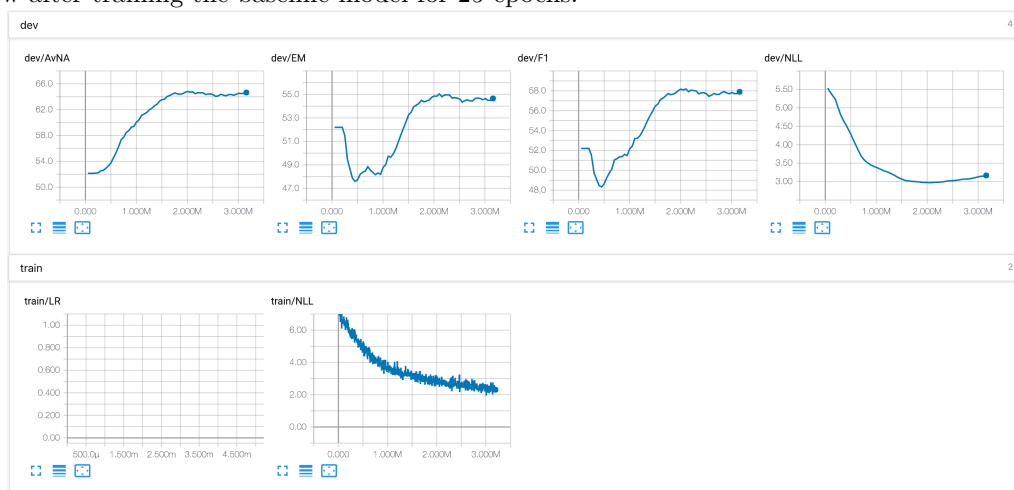 after training the baseline model for epochs.
dev 4
dev/AvNA
66.0
62.0
58.0
54.0
50.0
0.000 1.000M 2.000M 3.000M
dev/EM
55.0
53.0
51.0
49.0
47.0
0.000 1.000M 2.000M 3.000M
dev/F1
58.0
56.0
54.0
52.0
50.0
48.0
0.000 1.000M 2.000M 3.000M
dev/NLL
5.50
5.00
4.50
4.00
3.50
3.00
0.000 1.000M 2.000M 3.000M
train 2
train/LR
1.00
0.800
0.600
0.400
0.200
0.00
500.0µ 1.500m 2.500m 3.500m 4.500m
train/NLL
6.00
4.00
2.00
0.00
0.000 1.000M 2.000M 3.000M